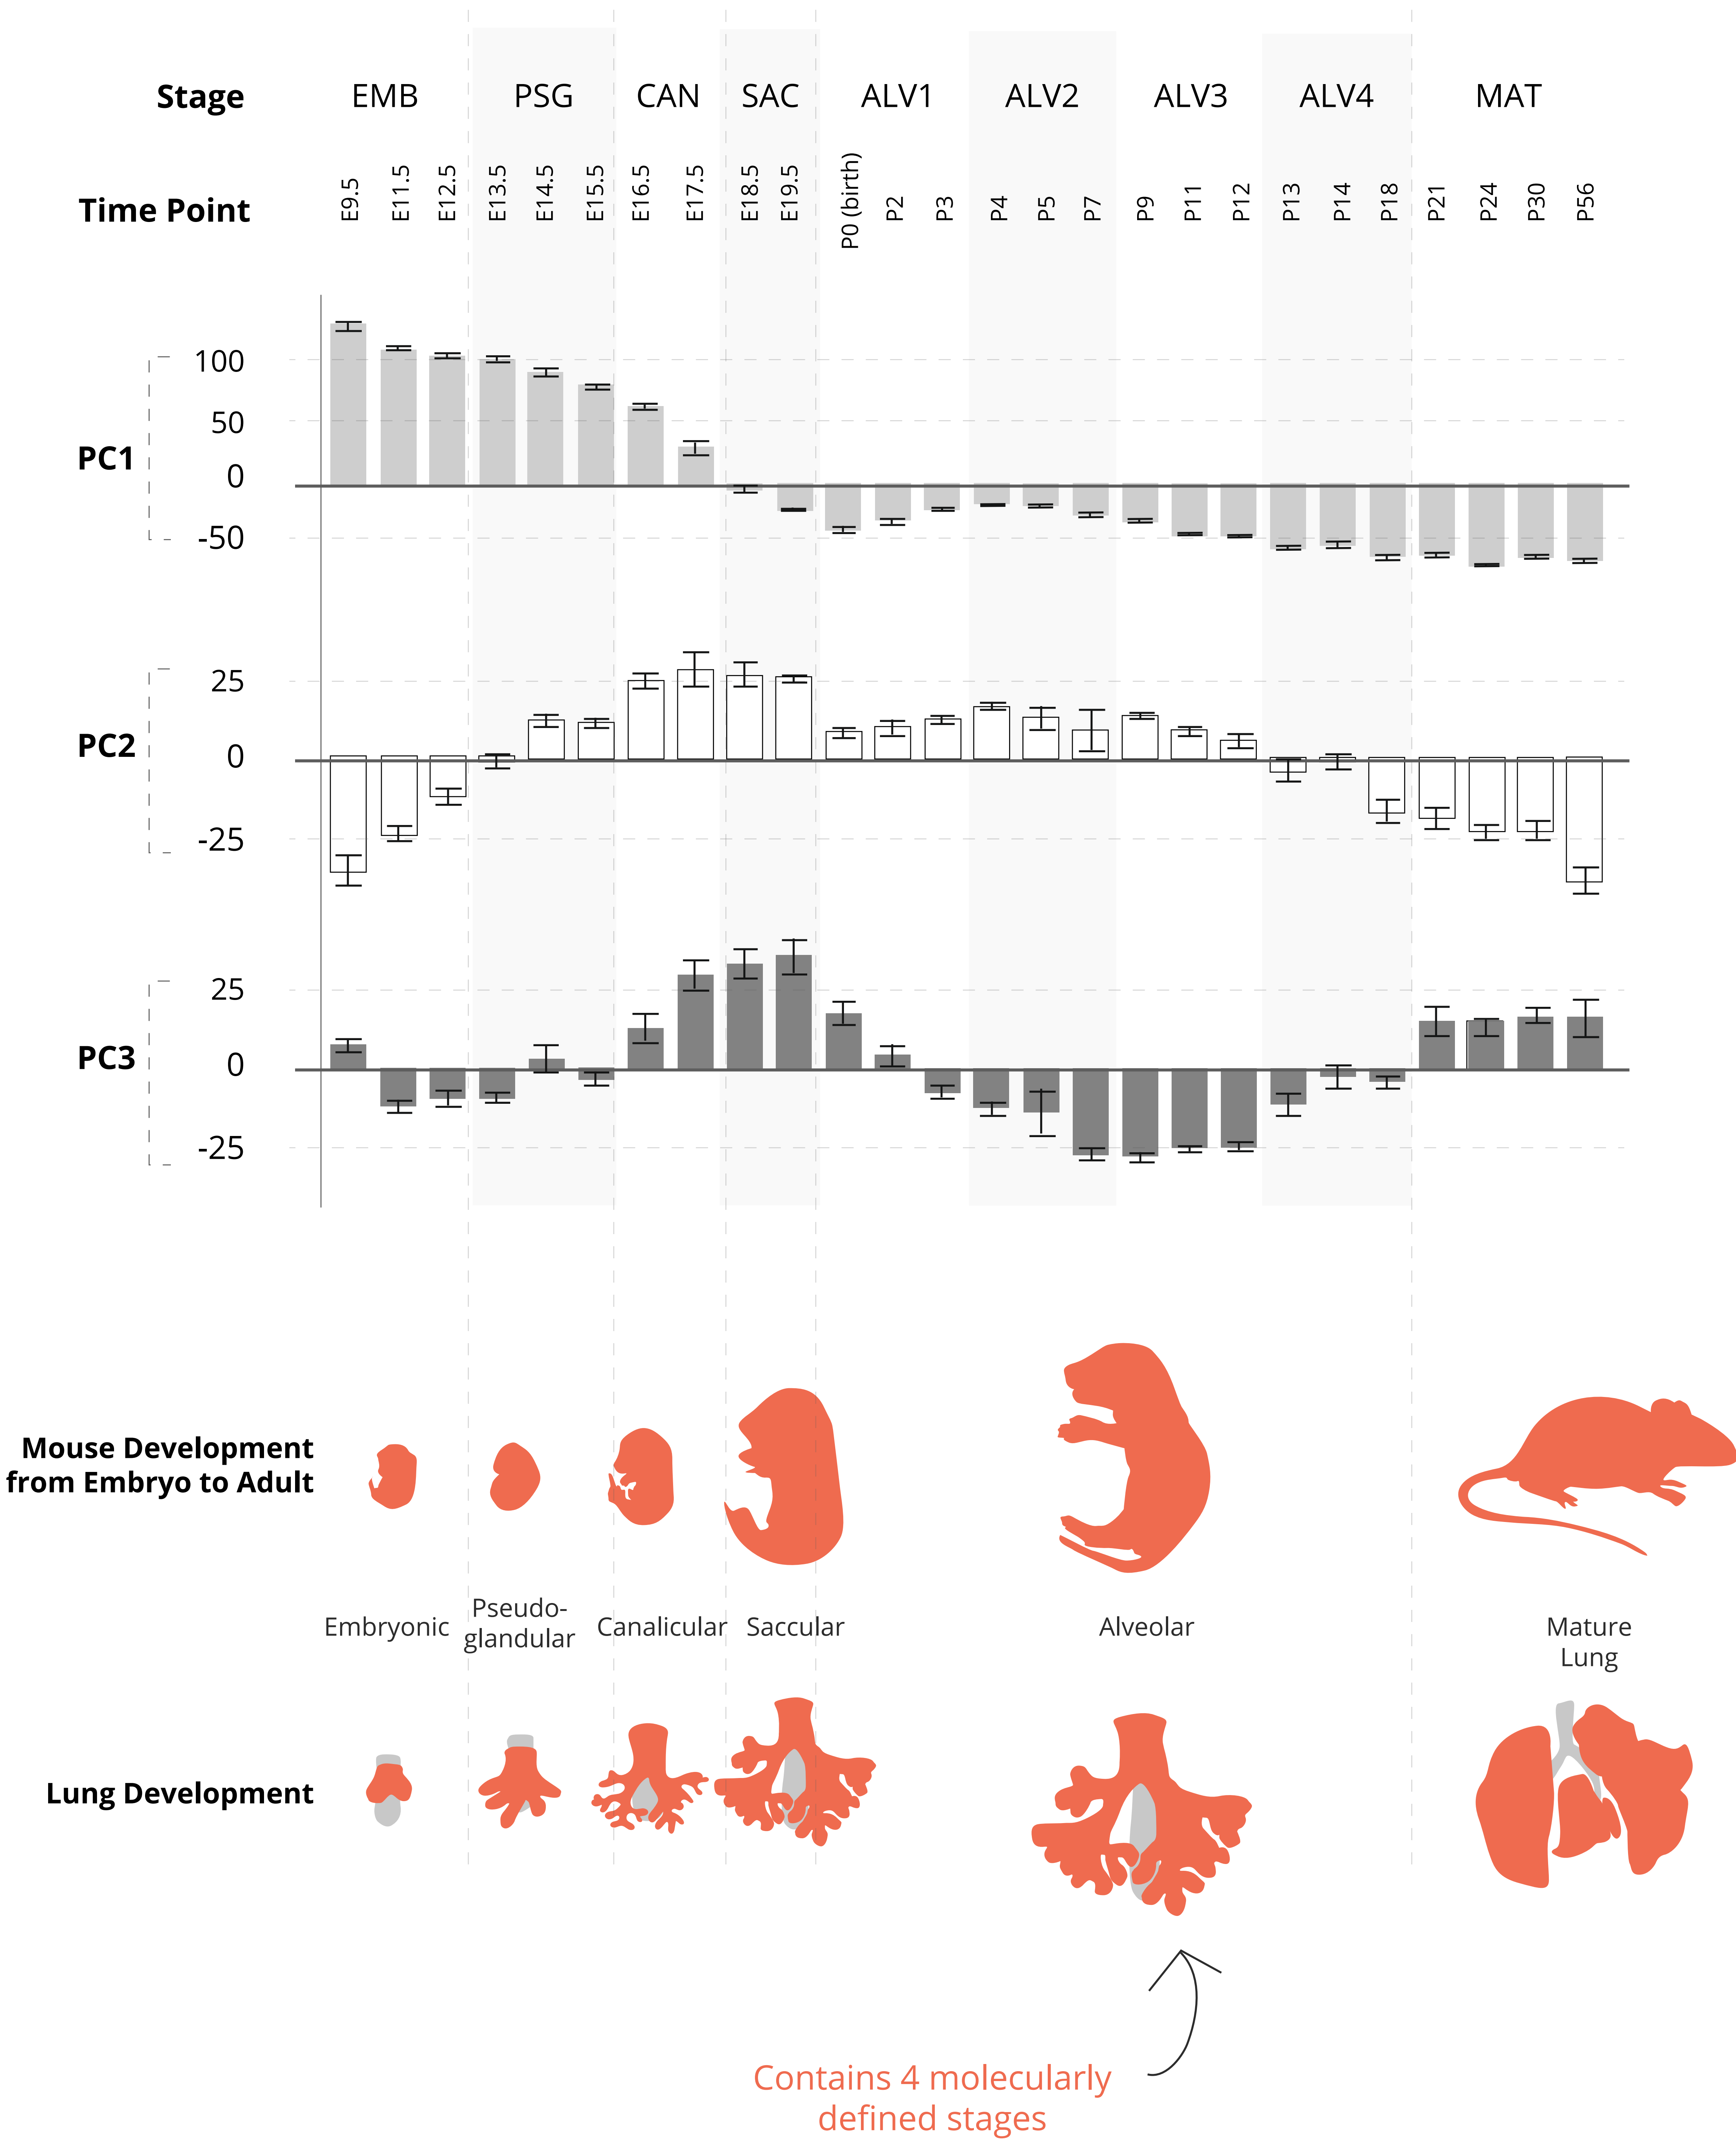 Stage EMB PSG CAN SAC ALV1 ALV2 ALV3 ALV4 MAT
Time Point E9.5 E11.5 E12.5 E13.5 E14.5 E15.5 E16.5 E17.5 E18.5 E19.5 P0 (birth) P2 P3 P4 P5 P7 P9 P11 P12 P13 P14 P18 P21 P24 P30 P56
PC1
100
50
0
-50
PC2
25
0
-25
PC3
25
0
-25
Mouse Development
from Embryo to Adult
Embryonic
Pseudo-
glandular
Canalicular
Saccular
Alveolar
Mature
Lung
Lung Development
Contains 4 molecularly
defined stages